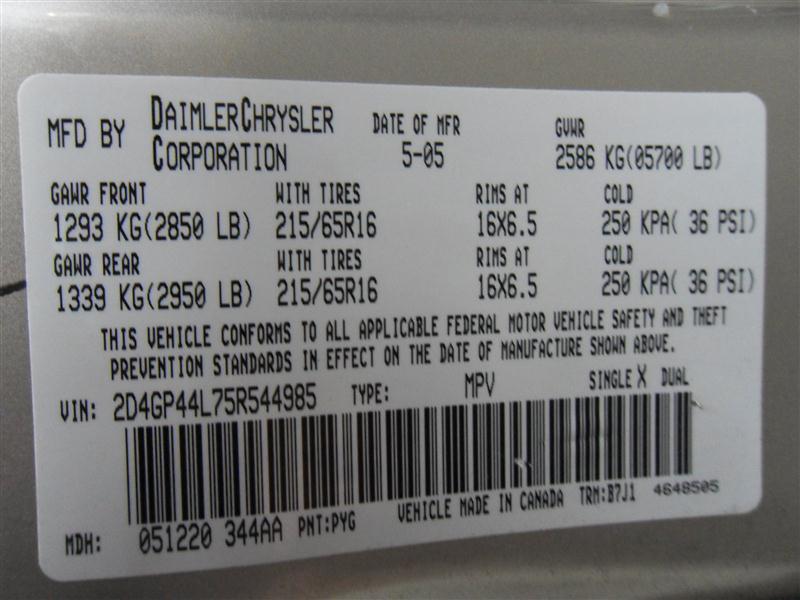 MFD BY DAIMLERCHRYSLER CORPORATION DATE OF MFR 5-05 GVWR 2586 KG(05700 LB)
GAWR FRONT WITH TIRES RIMS AT COLD
1293 KG(2850 LB) 215/65R16 16X6.5 250 KPA( 36 PSI)
GAWR REAR WITH TIRES RIMS AT COLD
1339 KG(2950 LB) 215/65R16 16X6.5 250 KPA( 36 PSI)
THIS VEHICLE CONFORMS TO ALL APPLICABLE FEDERAL MOTOR VEHICLE SAFETY AND THEFT
PREVENTION STANDARDS IN EFFECT ON THE DATE OF MANUFACTURE SHOWN ABOVE.
VIN: 2D4GP44L75R544985 TYPE: MPV SINGLE X DUAL
MDH: 051220 344AA PNT:PYG VEHICLE MADE IN CANADA TRM:B7J1 4648505